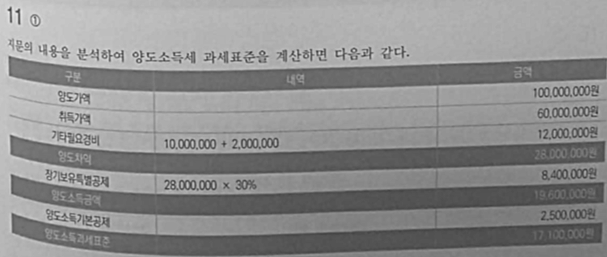 11 ①
지문의 내용을 분석하여 양도소득세 과세표준을 계산하면 다음과 같다.
구분 내역 금액
양도가액 100,000,000원
취득가액 60,000,000원
기타필요경비 10,000,000 + 2,000,000 12,000,000원
양도차익 28,000,000원
장기보유특별공제 28,000,000 × 30% 8,400,000원
양도소득금액 19,600,000원
양도소득기본공제 2,500,000원
양도소득과세표준 17,100,000원